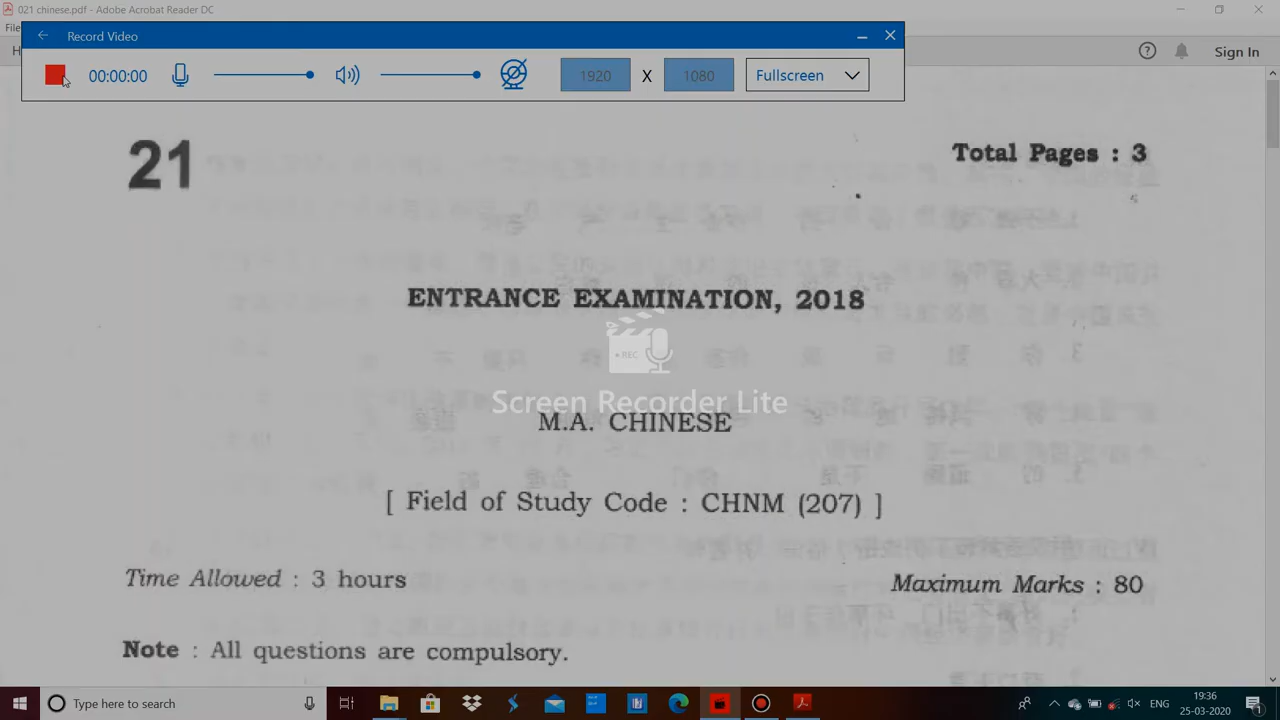 021 chinese.pdf - Adobe Acrobat Reader DC
Record Video
Sign In
00:00:00
1920 X 1080 Fullscreen
21
Total Pages : 3
ENTRANCE EXAMINATION, 2018
REC
Screen Recorder Lite
M.A. CHINESE
[ Field of Study Code : CHNM (207) ]
Time Allowed : 3 hours
Maximum Marks : 80
Note : All questions are compulsory.
Type here to search
ENG
19:36
25-03-2020